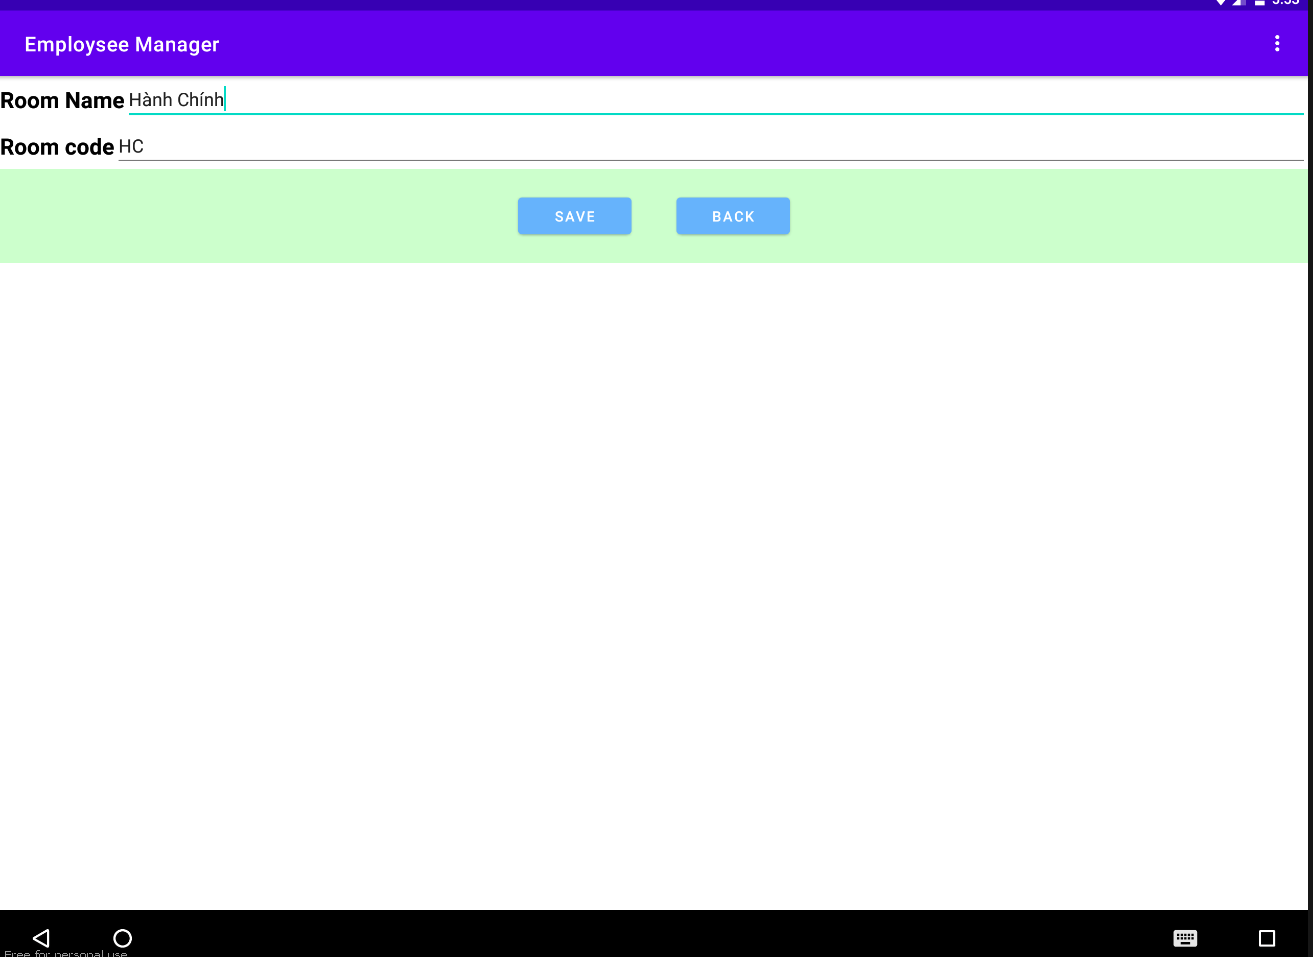 Employsee Manager
Room Name Hành Chính
Room code HC
SAVE BACK
Free for personal use